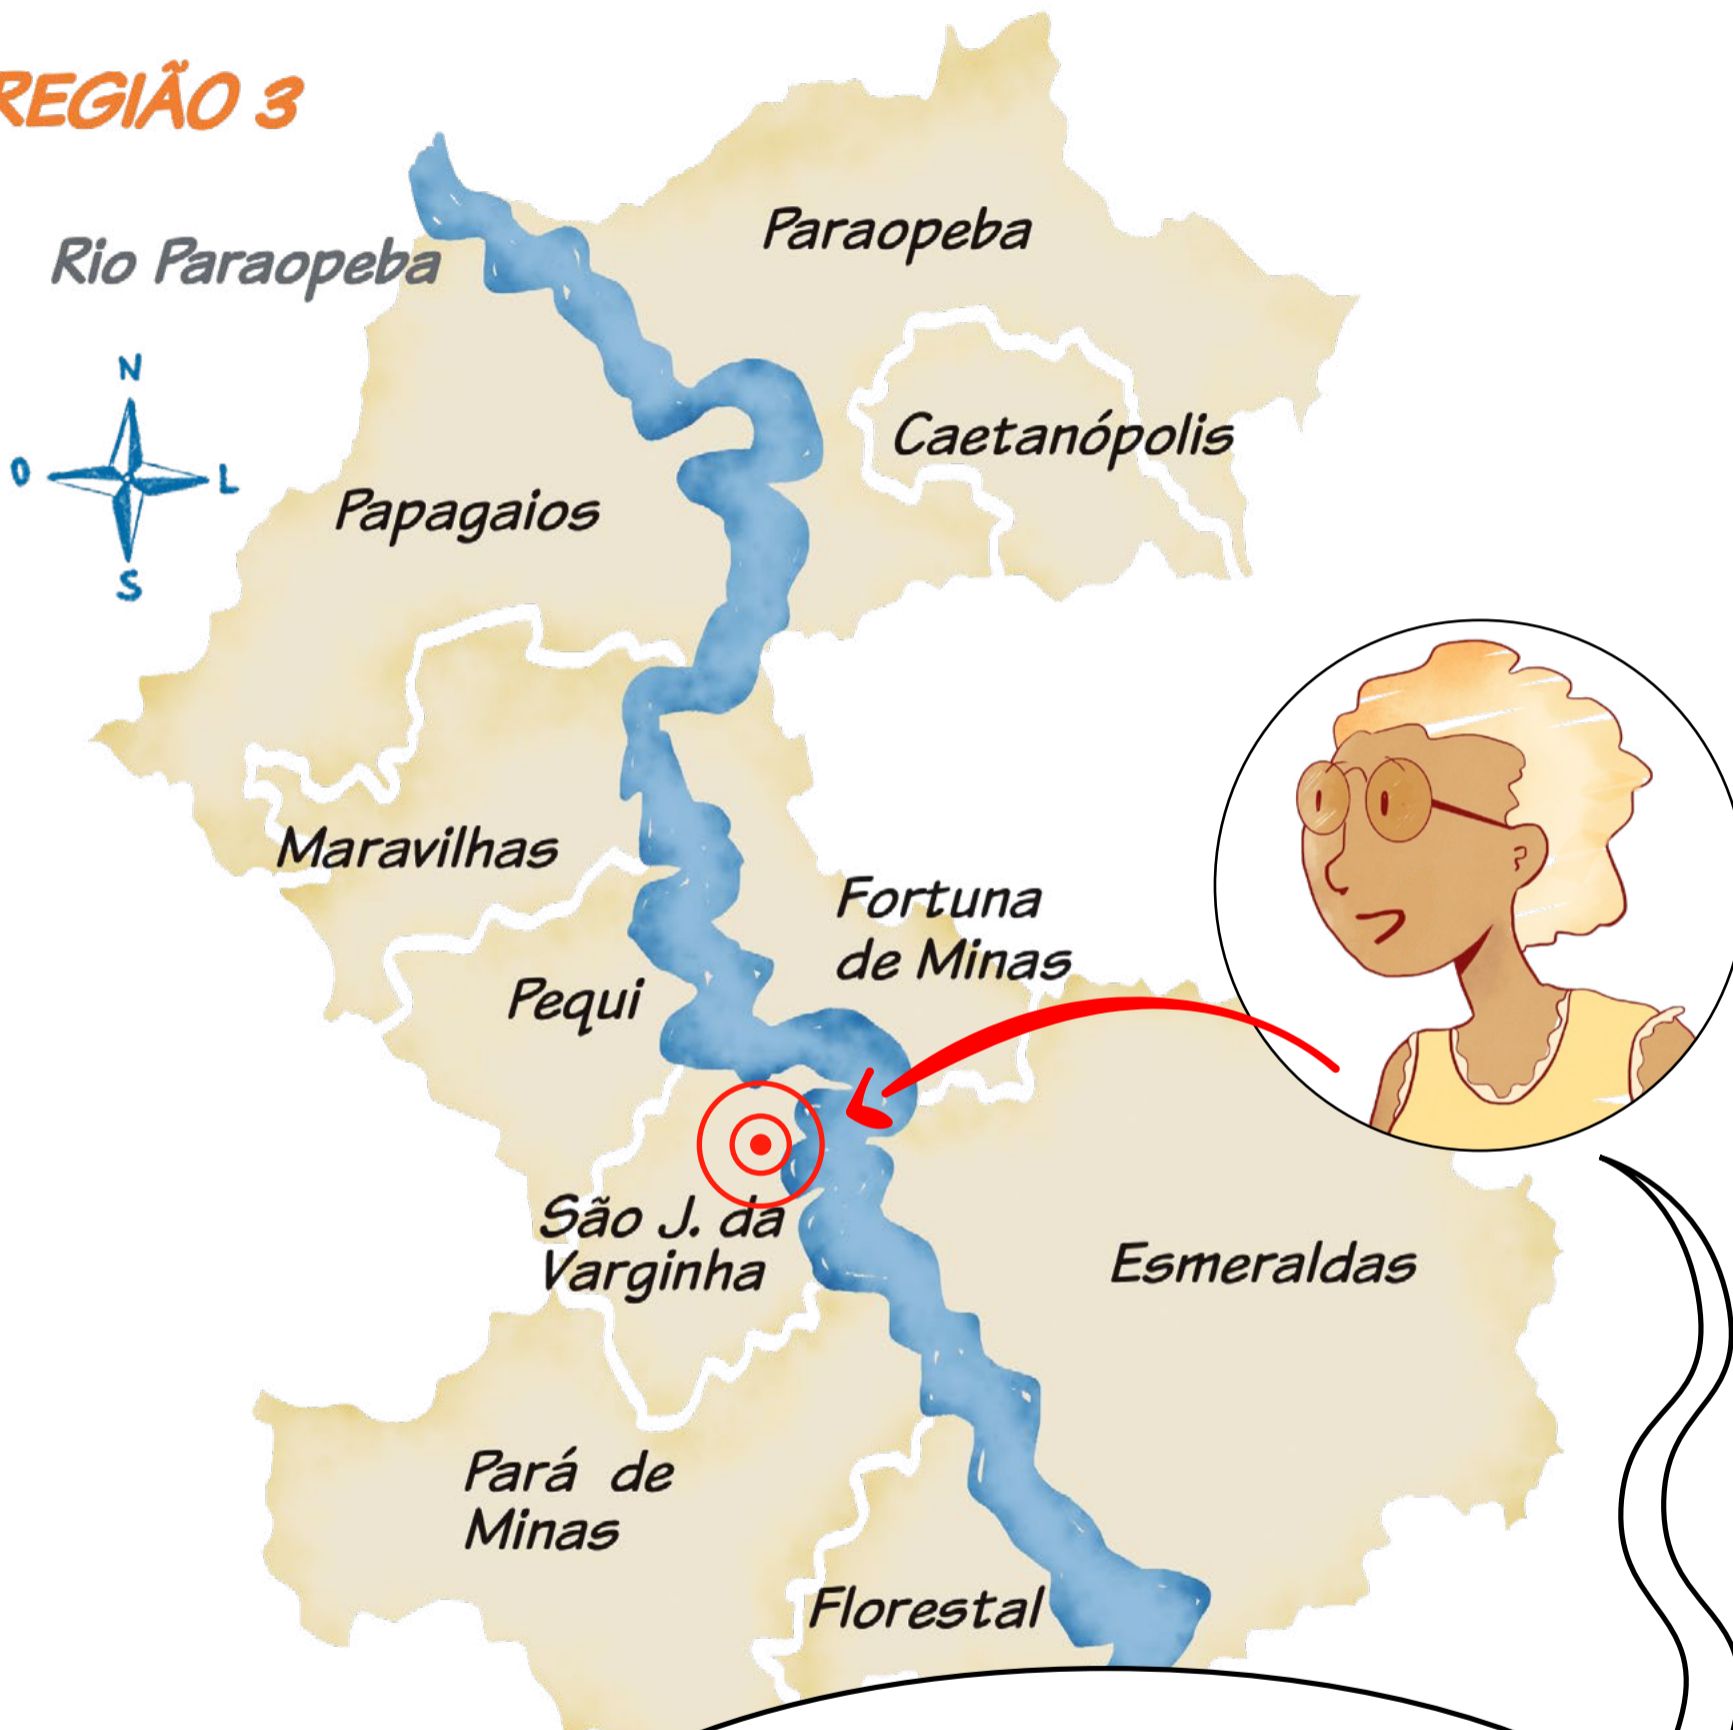 REGIÃO 3
Paraopeba
Rio Paraopeba
N
O
L
S
Caetanópolis
Papagaios
Maravilhas
Fortuna
de Minas
Pequi
São J. da
Varginha
Esmeraldas
Pará de
Minas
Florestal